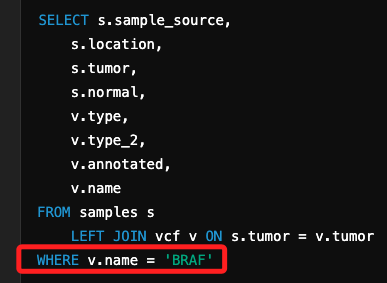 SELECT s.sample_source,
s.location,
s.tumor,
s.normal,
v.type,
v.type_2,
v.annotated,
v.name
FROM samples s
LEFT JOIN vcf v ON s.tumor = v.tumor
WHERE v.name = 'BRAF'